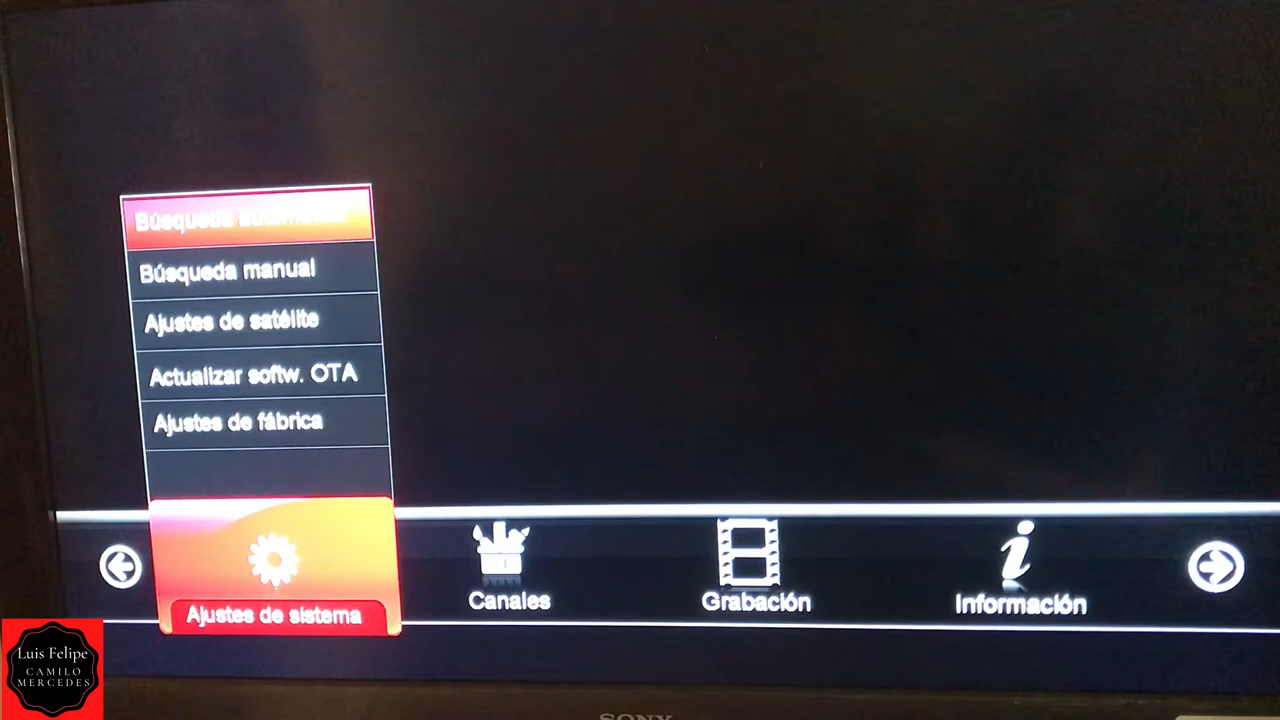 Búsqueda automática
Búsqueda manual
Ajustes de satélite
Actualizar softw. OTA
Ajustes de fábrica
Ajustes de sistema
Canales
Grabación
Información
Luis Felipe
CAMILO
MERCEDES
SONY